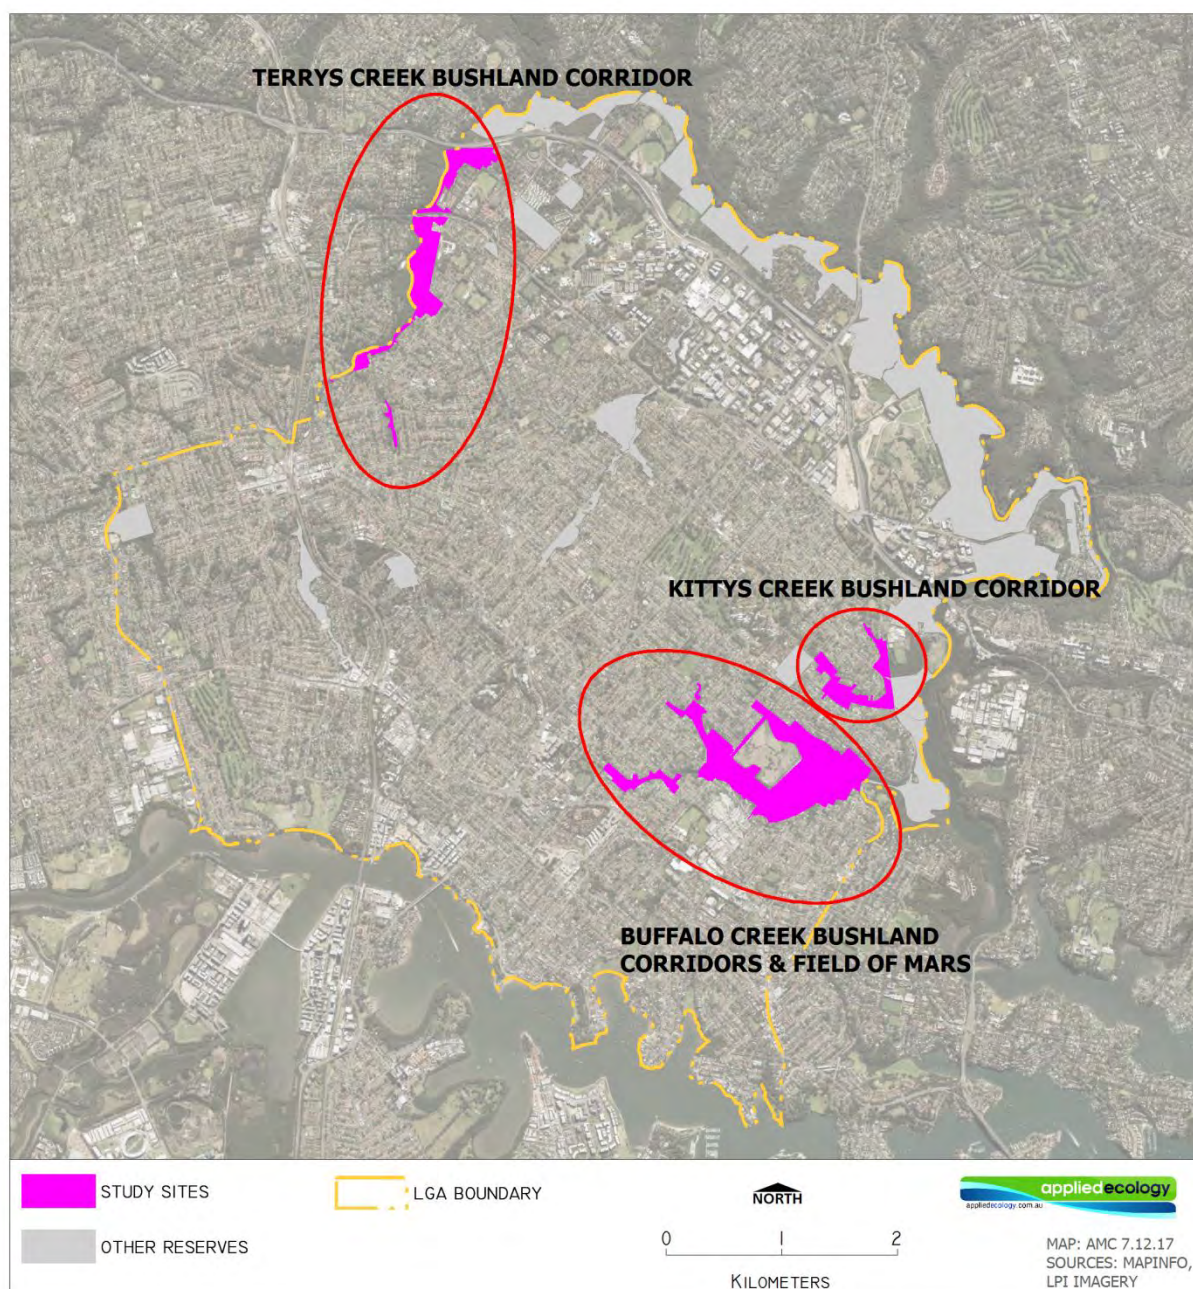 TERRYS CREEK BUSHLAND CORRIDOR
KITTYS CREEK BUSHLAND CORRIDOR
BUFFALO CREEK BUSHLAND
CORRIDORS & FIELD OF MARS
STUDY SITES
OTHER RESERVES
LGA BOUNDARY
NORTH
0 1 2
KILOMETERS
appliedecology
appliedecology.com.au
MAP: AMC 7.12.17
SOURCES: MAPINFO,
LPI IMAGERY